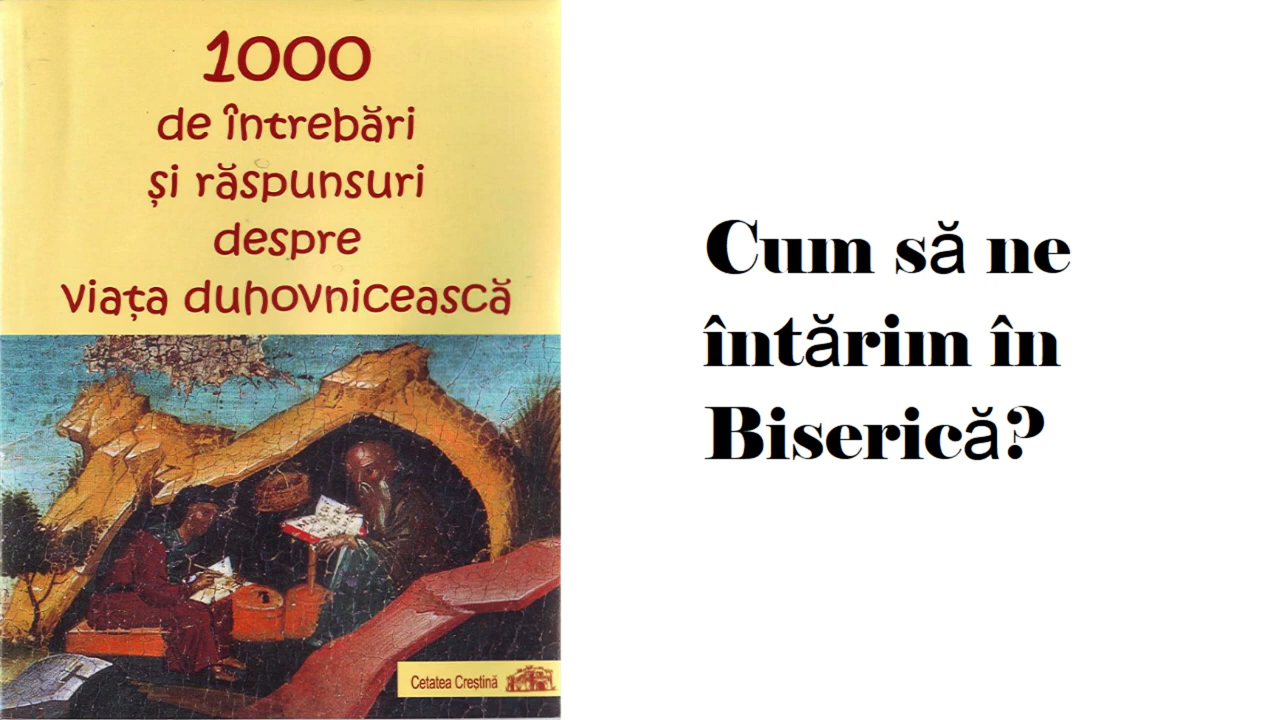 1000
de întrebări
și răspunsuri
despre
viața duhovnicească
Cetatea Creștină
Cum să ne
întărim în
Biserică?